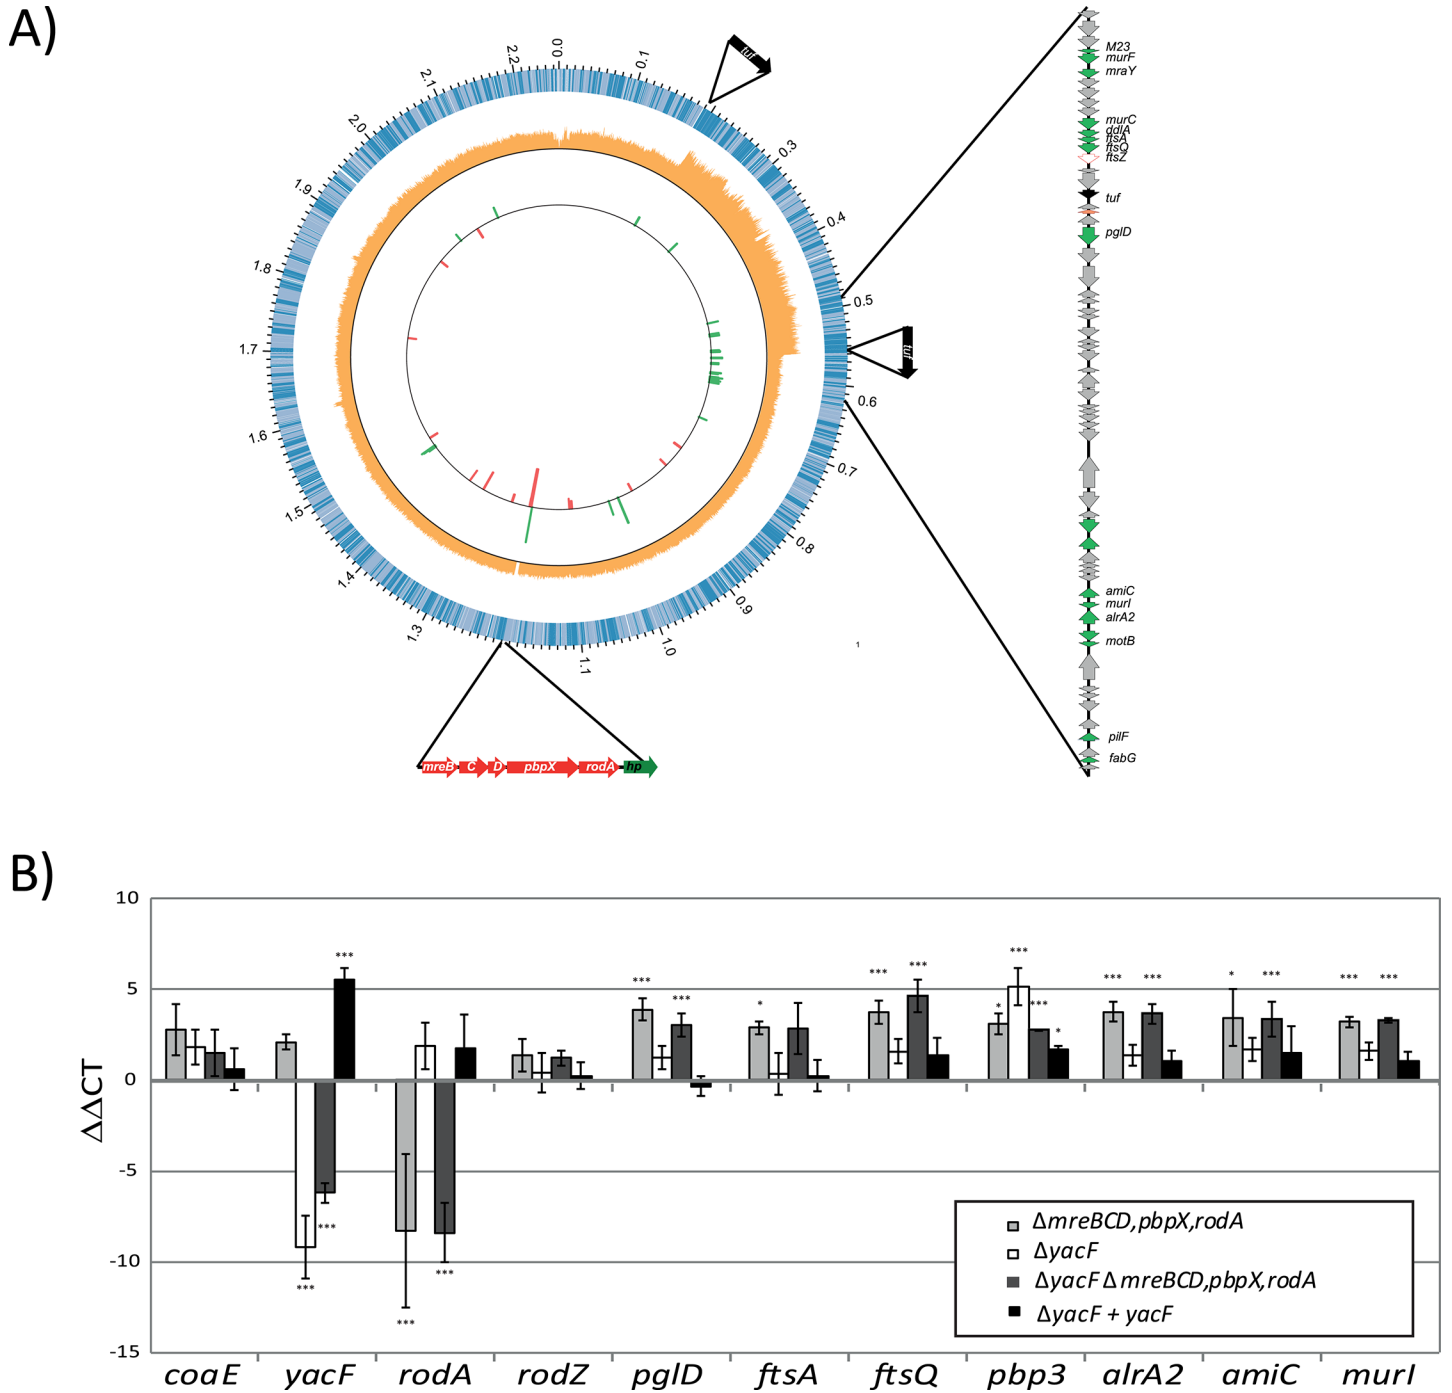 A)
0.0
0.1
0.3
0.4
0.5
0.6
0.7
0.8
0.9
1.0
1.1
1.3
1.4
1.5
1.6
1.7
1.8
1.9
2.0
2.1
2.2
tuf
tuf
M23
murF
mraY
murC
ddlA
ftsA
ftsQ
ftsZ
tuf
pglD
amiC
murI
alrA2
motB
pilF
fabG
1
mreB C D pbpX rodA hp
B)
ΔΔCT
10
5
0
-5
-10
-15
***
***
***
***
***
***
***
*
***
***
*
***
***
*
***
***
*
***
***
***
ΔmreBCD,pbpX,rodA
ΔyacF
ΔyacF ΔmreBCD,pbpX,rodA
ΔyacF + yacF
coaE yacF rodA rodZ pglD ftsA ftsQ pbp3 alrA2 amiC murI